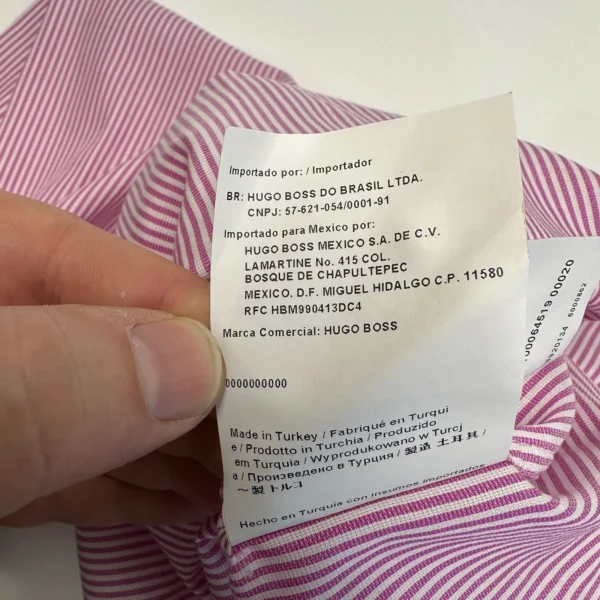 Importado por: / Importador
BR: HUGO BOSS DO BRASIL LTDA.
CNPJ: 57-621-054/0001-91
Importado para Mexico por:
HUGO BOSS MEXICO S.A. DE C.V.
LAMARTINE No. 415 COL.
BOSQUE DE CHAPULTEPEC
MEXICO, D.F. MIGUEL HIDALGO C.P. 11580
RFC HBM990413DC4
Marca Comercial: HUGO BOSS
0000000000
Made in Turkey / Fabriqué en Turqui
e / Prodotto in Turchia / Produzido
em Turquia / Wyprodukowano w Turcj
a / Произведено в Турции / 製造 土耳其 /
～製 トルコ
Hecho en Turquia con insumos importados
00064519 00020
6000862